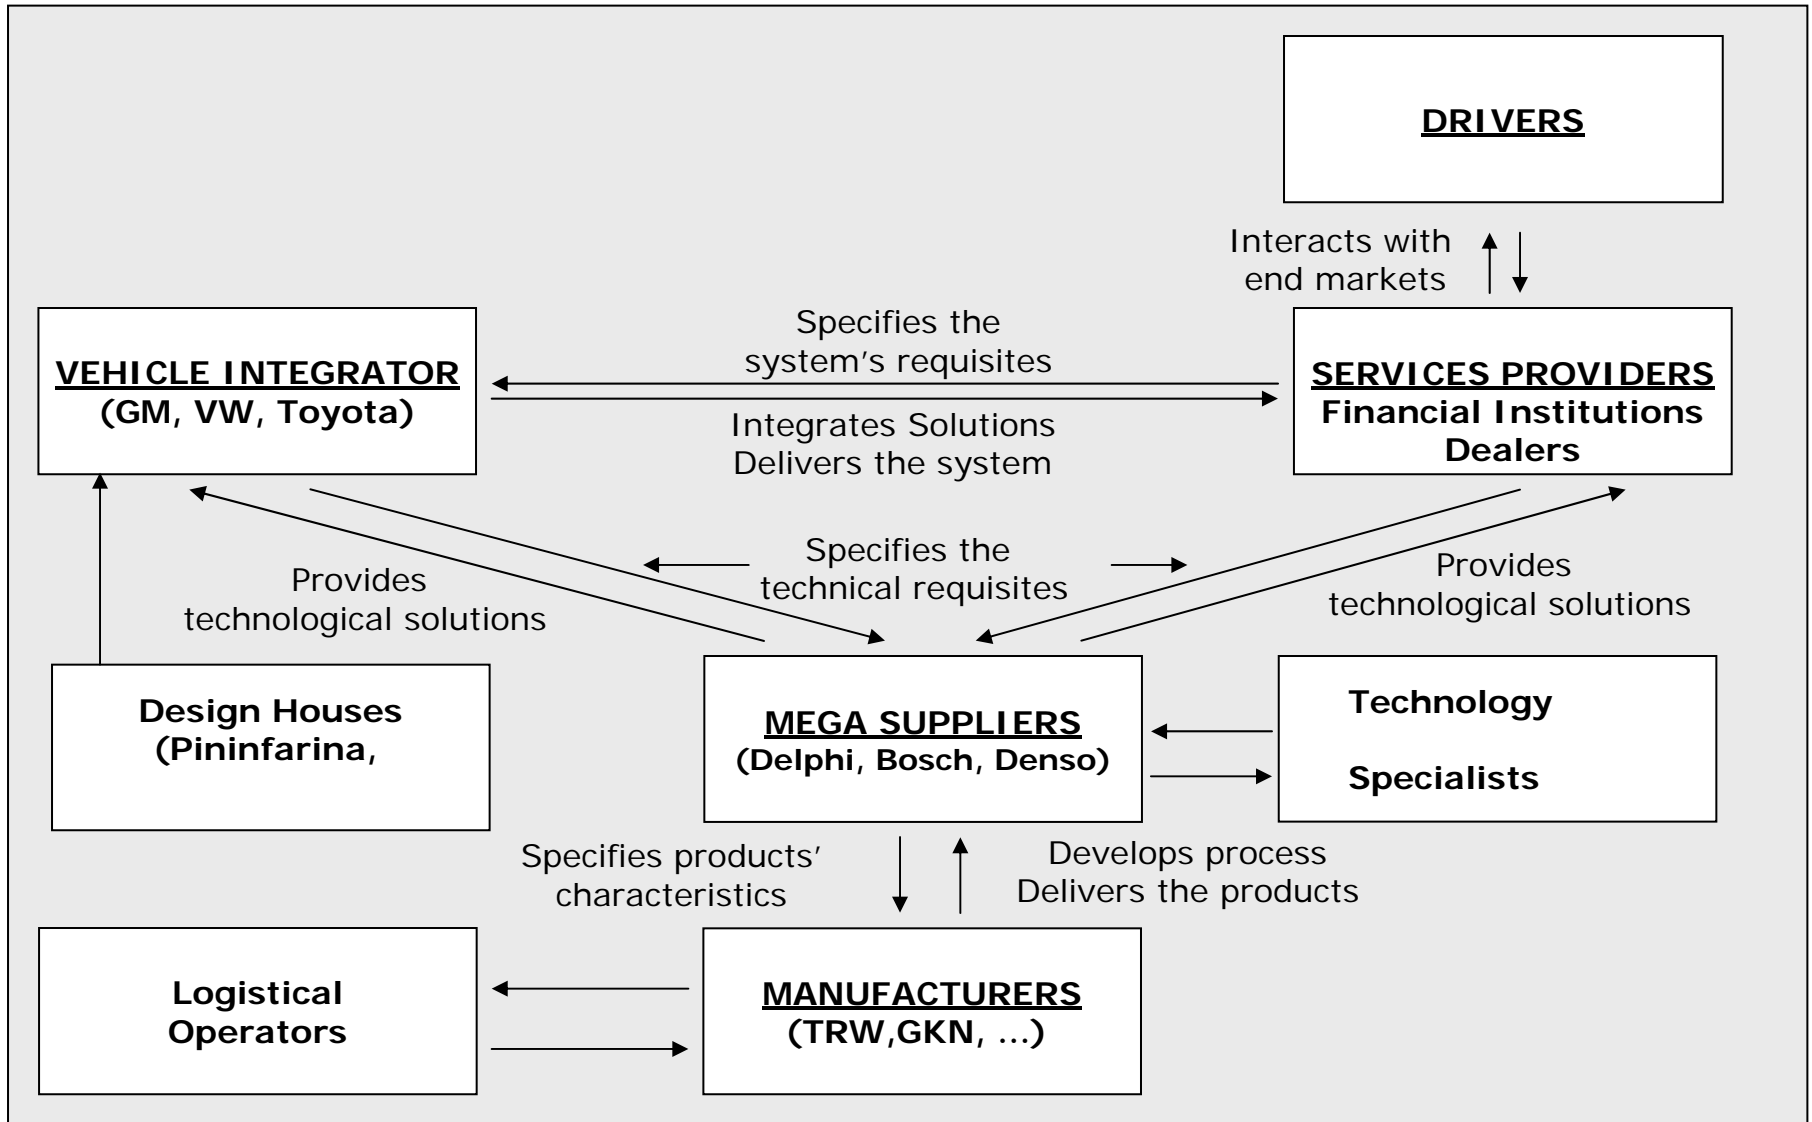 DRIVERS
Interacts with
end markets
Specifies the
system's requisites
VEHICLE INTEGRATOR
(GM, VW, Toyota)
SERVICES PROVIDERS
Financial Institutions
Dealers
Integrates Solutions
Delivers the system
Specifies the
technical requisites
Provides
technological solutions
Provides
technological solutions
Design Houses
(Pininfarina,
MEGA SUPPLIERS
(Delphi, Bosch, Denso)
Technology
Specialists
Specifies products'
characteristics
Develops process
Delivers the products
Logistical
Operators
MANUFACTURERS
(TRW,GKN, ...)